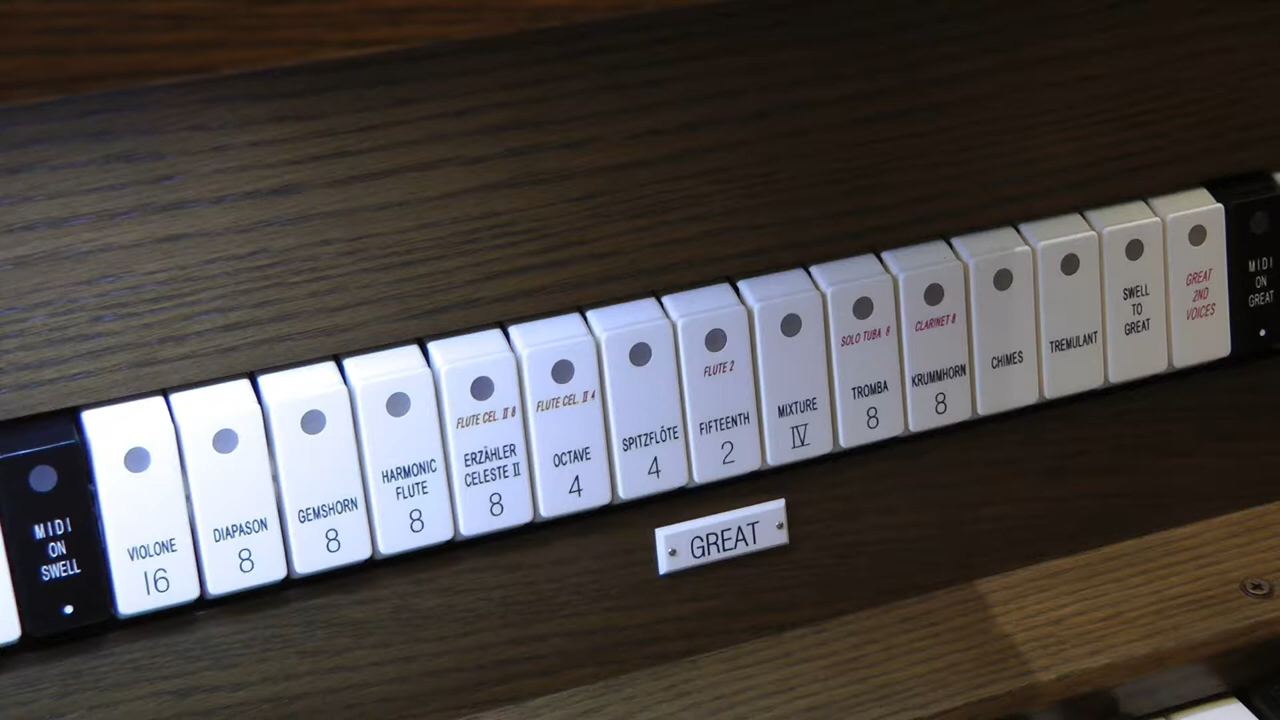 MIDI
ON
SWELL
VIOLONE
16
DIAPASON
8
GEMSHORN
8
HARMONIC
FLUTE
8
FLUTE CEL. II 8
ERZÄHLER
CELESTE II
8
FLUTE CEL. II 4
OCTAVE
4
SPITZFLÖTE
4
FLUTE 2
FIFTEENTH
2
MIXTURE
IV
SOLO TUBA 8
TROMBA
8
CLARINET 8
KRUMMHORN
8
CHIMES
TREMULANT
SWELL
TO
GREAT
GREAT
2ND
VOICES
MIDI
ON
GREAT
GREAT